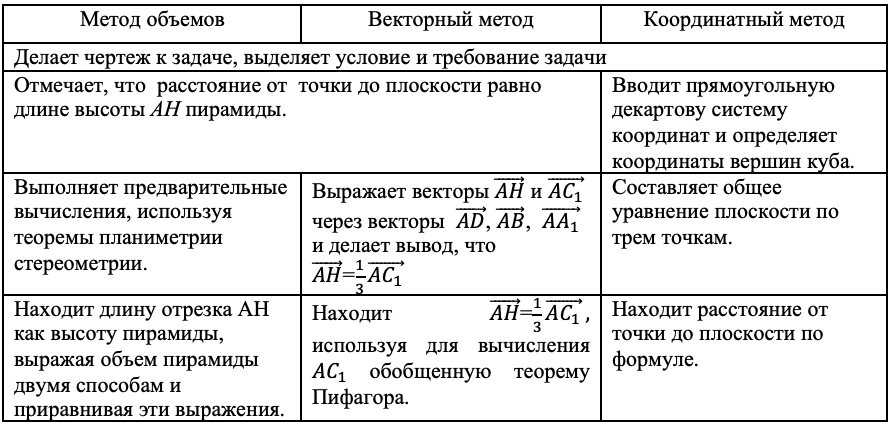 Метод объемов
Векторный метод
Координатный метод
Делает чертеж к задаче, выделяет условие и требование задачи
Отмечает, что расстояние от точки до плоскости равно
длине высоты AH пирамиды.
Вводит прямоугольную
декартову систему
координат и определяет
координаты вершин куба.
Выполняет предварительные
вычисления, используя
теоремы планиметрии
стереометрии.
Выражает векторы $\overrightarrow{AH}$ и $\overrightarrow{AC_1}$
через векторы $\overrightarrow{AD}$, $\overrightarrow{AB}$, $\overrightarrow{AA_1}$
и делает вывод, что
$\overrightarrow{AH}=\frac{1}{3}\overrightarrow{AC_1}$
Составляет общее
уравнение плоскости по
трем точкам.
Находит длину отрезка АН
как высоту пирамиды,
выражая объем пирамиды
двумя способам и
приравнивая эти выражения.
Находит $\overrightarrow{AH}=\frac{1}{3}\overrightarrow{AC_1}$ ,
используя для вычисления
$AC_1$ обобщенную теорему
Пифагора.
Находит расстояние от
точки до плоскости по
формуле.